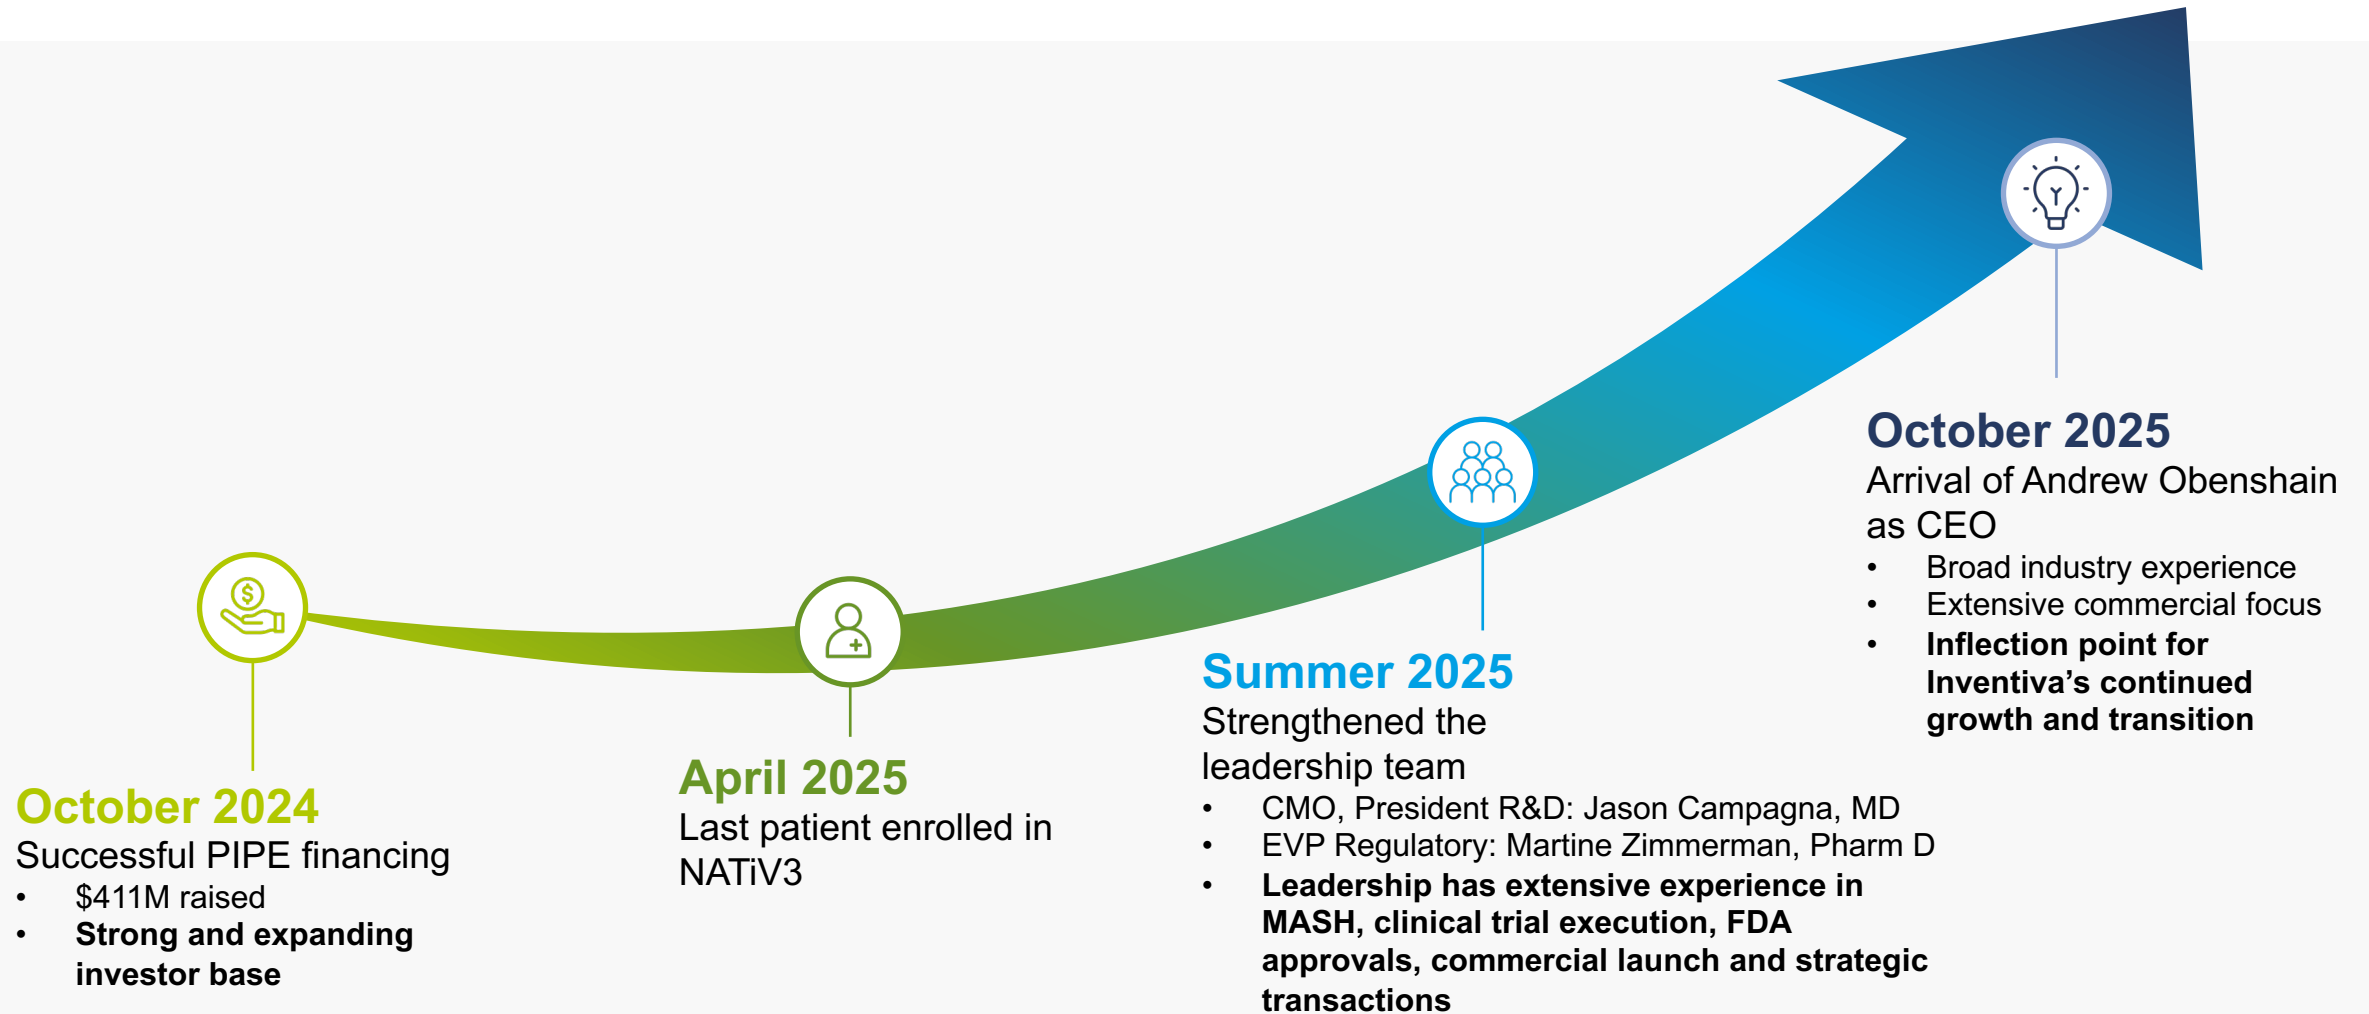 October 2024
Successful PIPE financing
• $411M raised
• Strong and expanding
investor base
April 2025
Last patient enrolled in
NATiV3
Summer 2025
Strengthened the
leadership team
• CMO, President R&D: Jason Campagna, MD
• EVP Regulatory: Martine Zimmerman, Pharm D
• Leadership has extensive experience in
MASH, clinical trial execution, FDA
approvals, commercial launch and strategic
transactions
October 2025
Arrival of Andrew Obenshain
as CEO
• Broad industry experience
• Extensive commercial focus
• Inflection point for
Inventiva’s continued
growth and transition